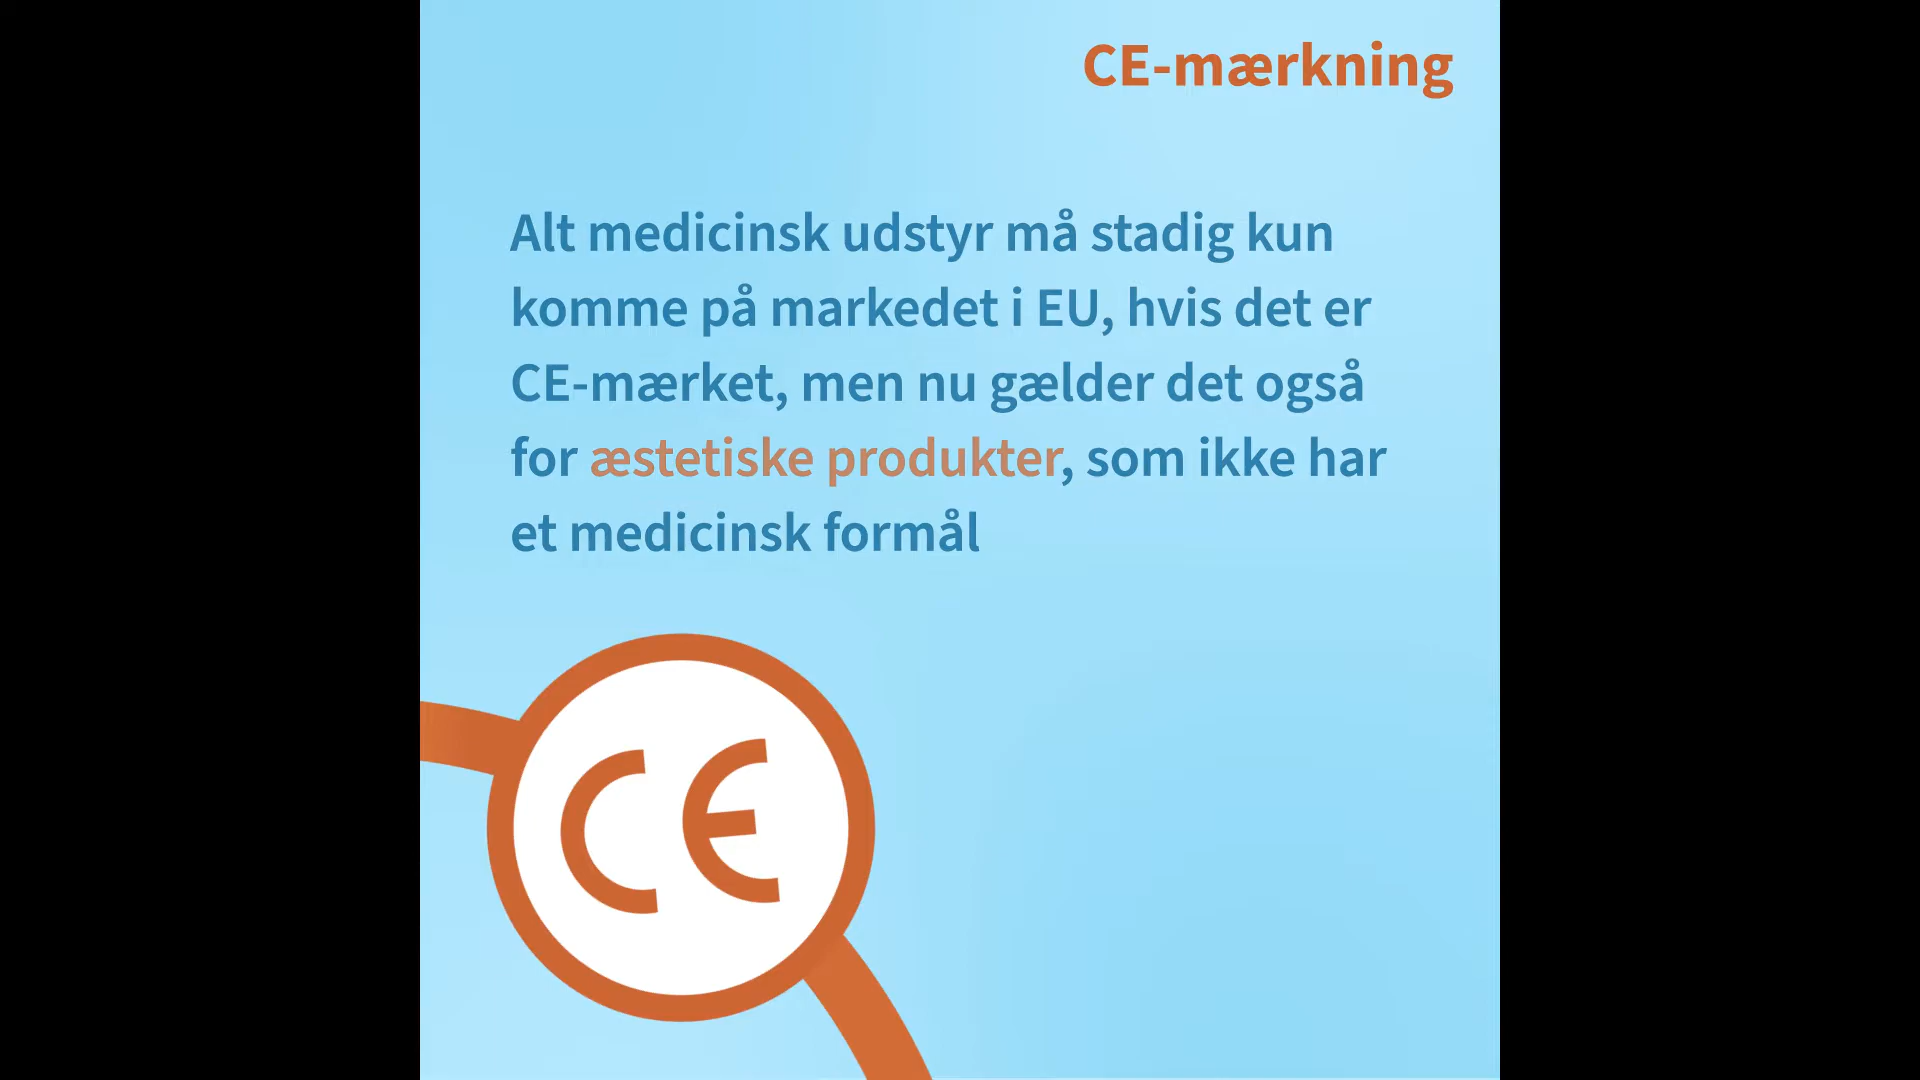 CE-mærkning
Alt medicinsk udstyr må stadig kun
komme på markedet i EU, hvis det er
CE-mærket, men nu gælder det også
for æstetiske produkter, som ikke har
et medicinsk formål
CE